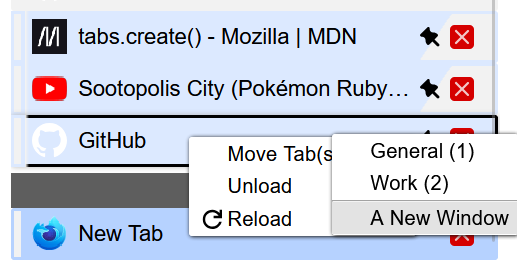 tabs.create() - Mozilla | MDN
Sootopolis City (Pokémon Ruby…
GitHub
Move Tab(s
General (1)
Unload
Work (2)
Reload
A New Window
New Tab